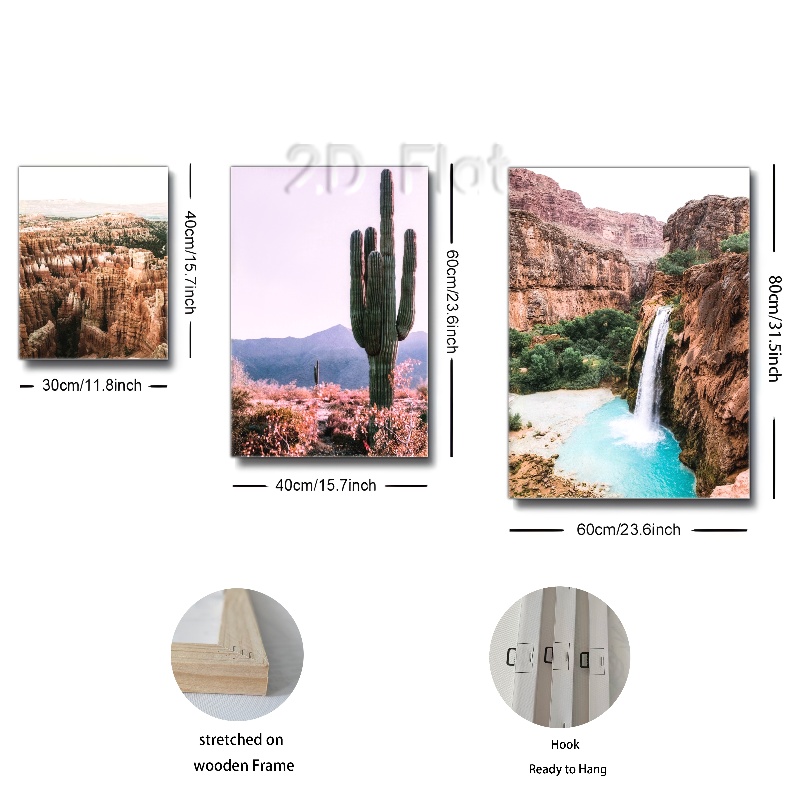 2D Flat
40cm/15.7inch
30cm/11.8inch
60cm/23.6inch
40cm/15.7inch
80cm/31.5inch
60cm/23.6inch
stretched on
wooden Frame
Hook
Ready to Hang